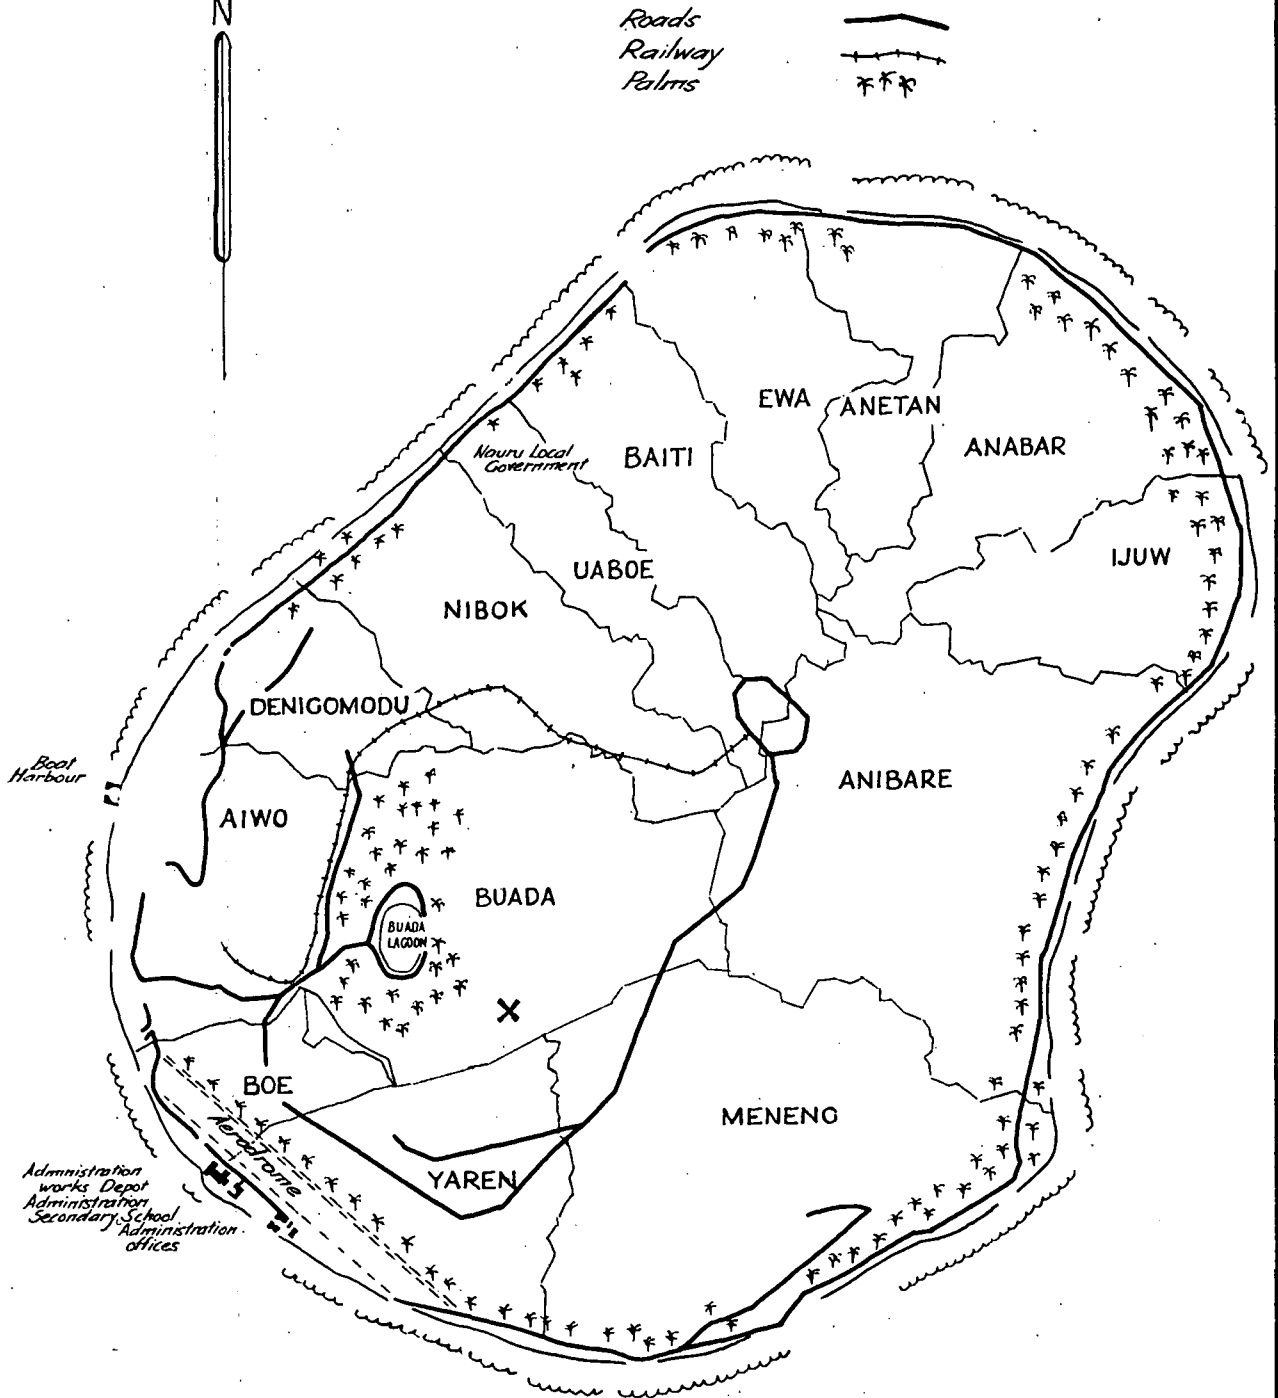 N
Roads
Railway
Palms
EWA
ANETAN
ANABAR
Nauru Local
Government
BAITI
IJUW
UABOE
NIBOK
DENIGOMODU
Boat
Harbour
ANIBARE
AIWO
BUADA
BUADA
LAGOON
X
BOE
MENENG
Aerodrome
YAREN
Administration
works Depot
Administration
Secondary School
Administration
offices